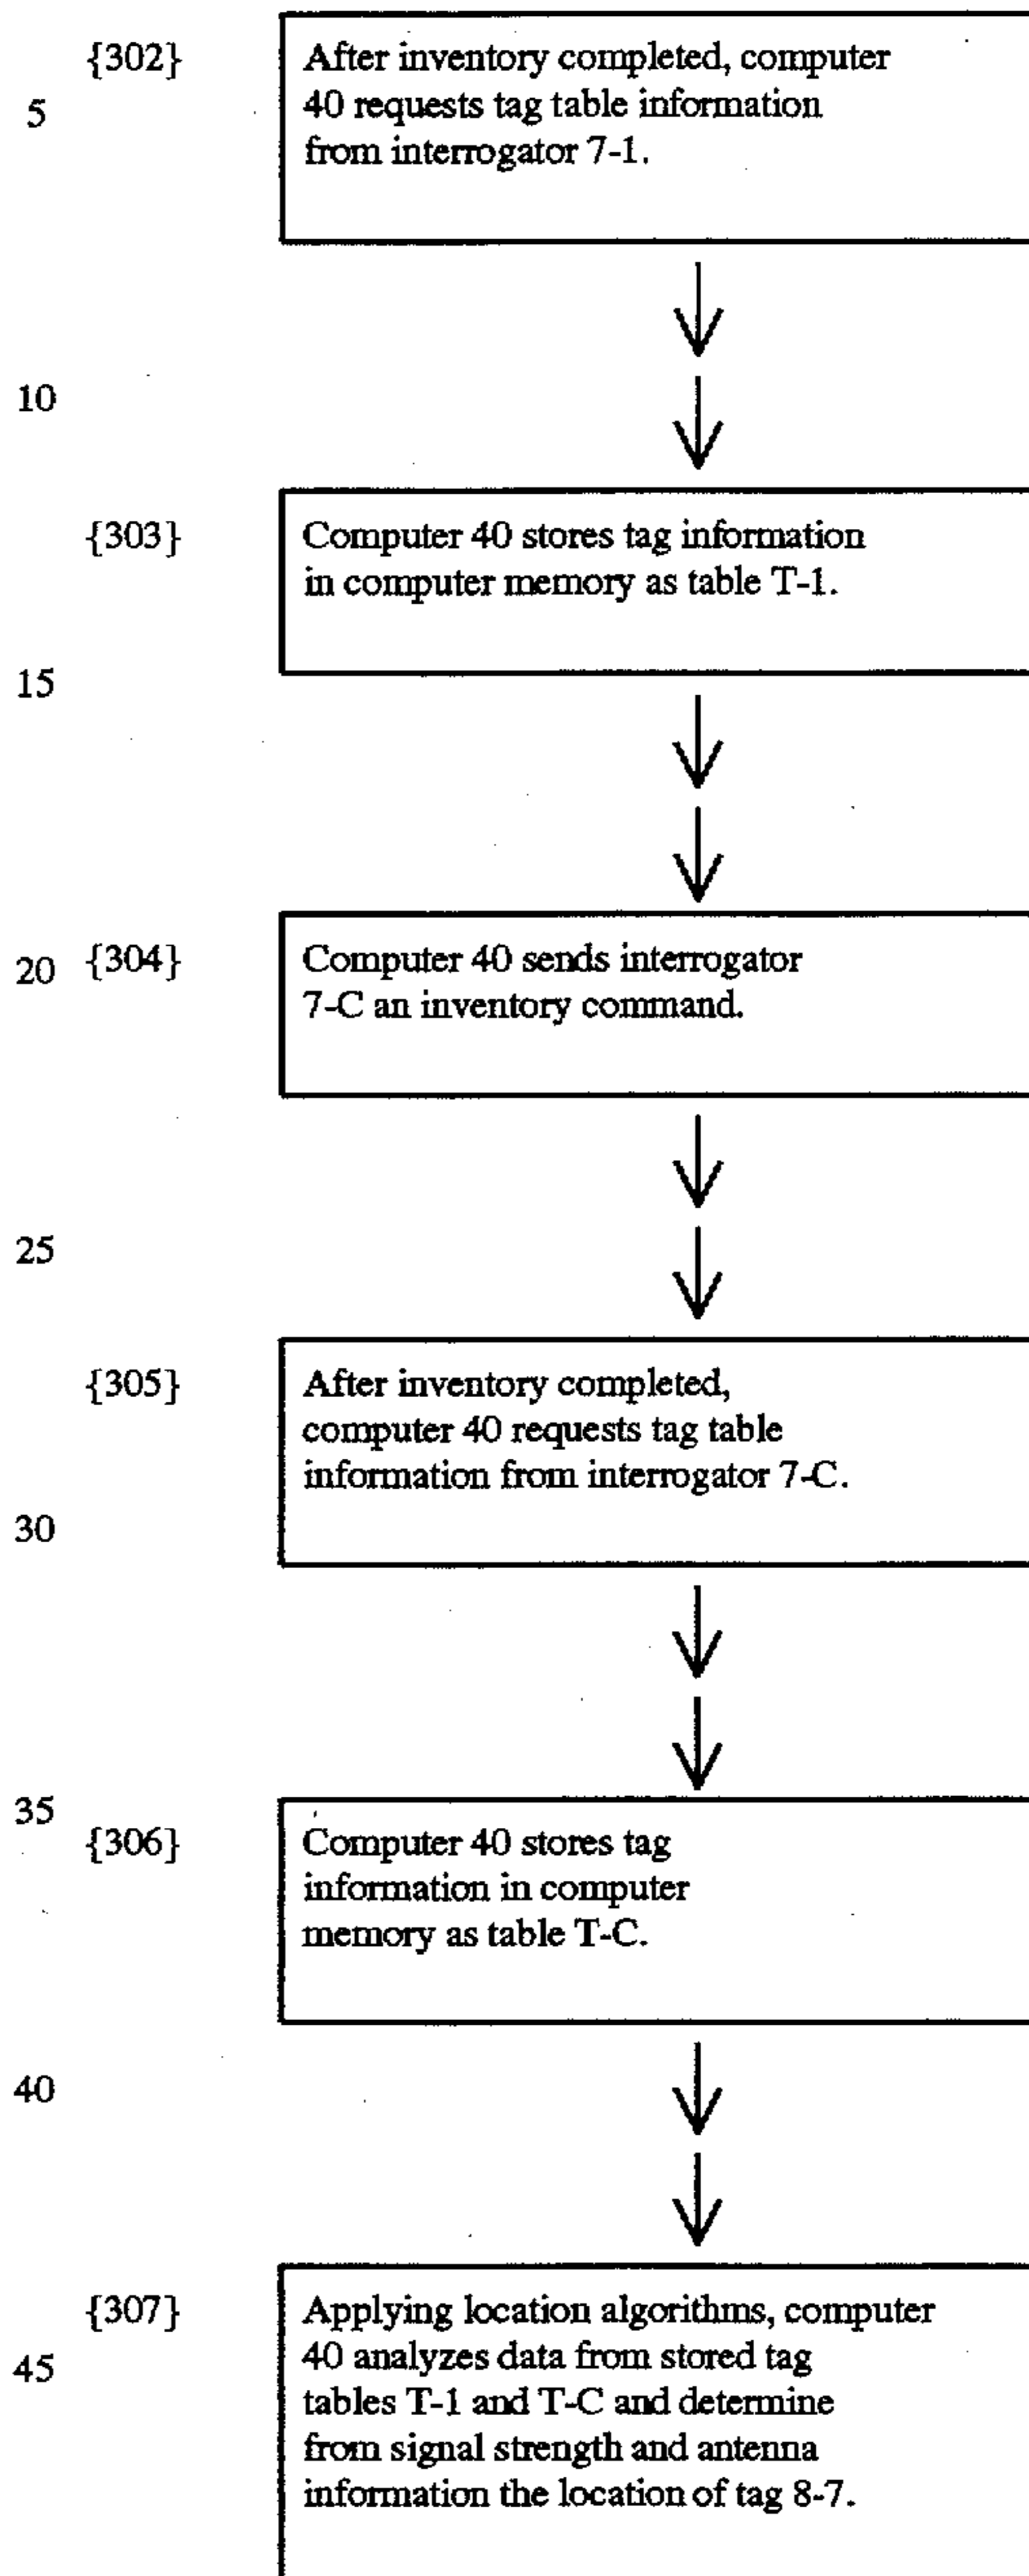 {302}
After inventory completed, computer
5
40 requests tag table information
from interrogator 7-1.
10
{303}
Computer 40 stores tag information
in computer memory as table T-1.
15
20 {304}
Computer 40 sends interrogator
7-C an inventory command.
25
{305}
After inventory completed,
computer 40 requests tag table
information from interrogator 7-C.
30
35
{306}
Computer 40 stores tag
information in computer
memory as table T-C.
40
{307}
Applying location algorithms, computer
45
40 analyzes data from stored tag
tables T-1 and T-C and determine
from signal strength and antenna
information the location of tag 8-7.